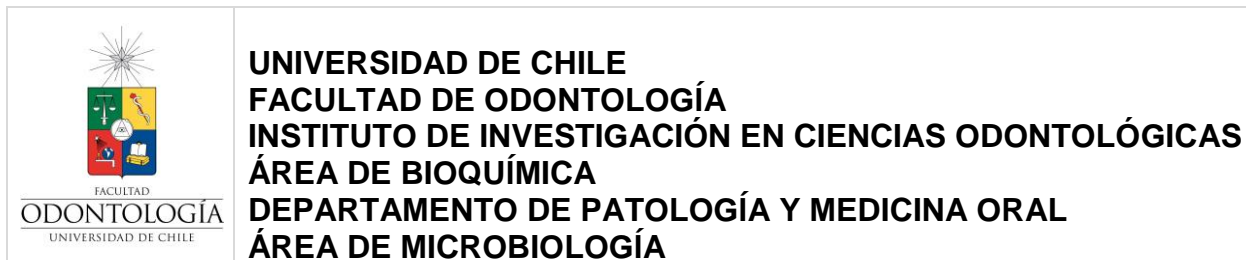 FACULTAD
ODONTOLOGÍA
UNIVERSIDAD DE CHILE
UNIVERSIDAD DE CHILE
FACULTAD DE ODONTOLOGÍA
INSTITUTO DE INVESTIGACIÓN EN CIENCIAS ODONTOLÓGICAS
ÁREA DE BIOQUÍMICA
DEPARTAMENTO DE PATOLOGÍA Y MEDICINA ORAL
ÁREA DE MICROBIOLOGÍA